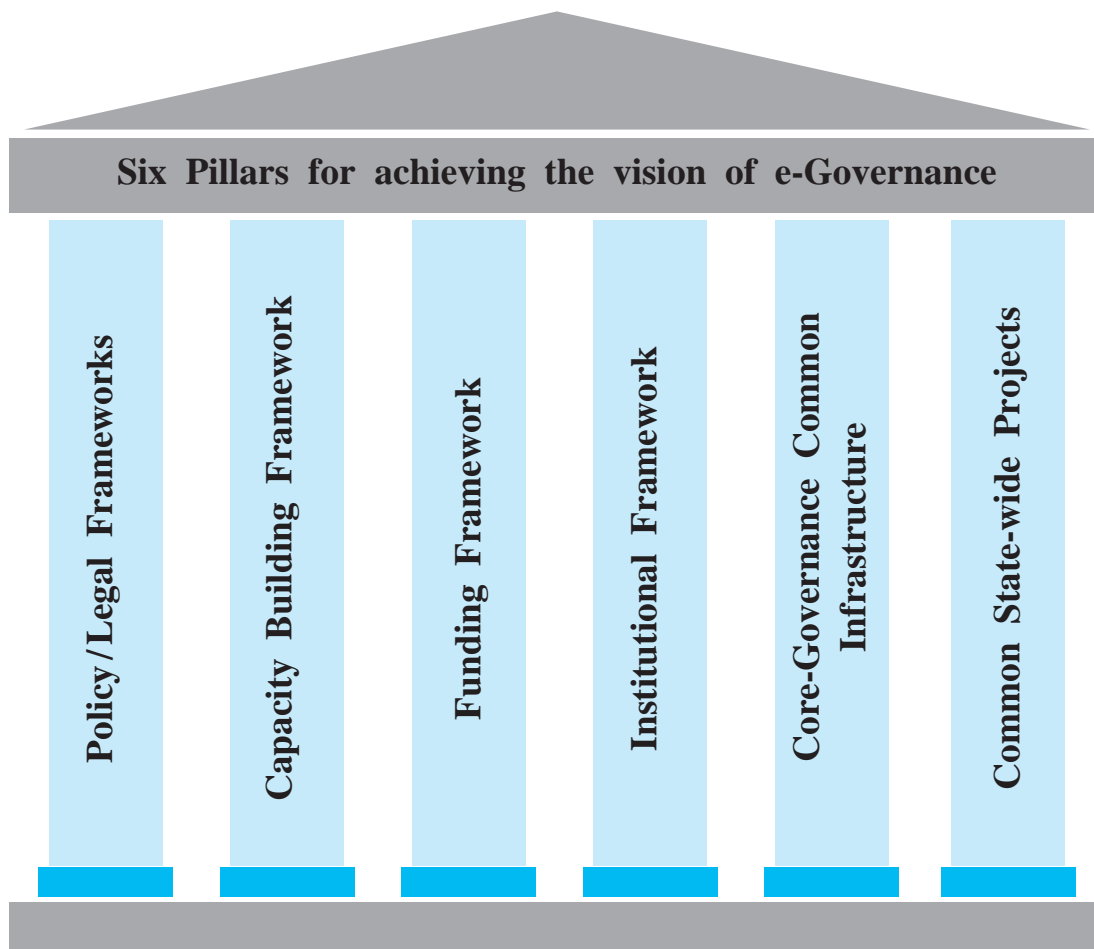 Six Pillars for achieving the vision of e-Governance
Policy/Legal Frameworks
Capacity Building Framework
Funding Framework
Institutional Framework
Core-Governance Common
Infrastructure
Common State-wide Projects